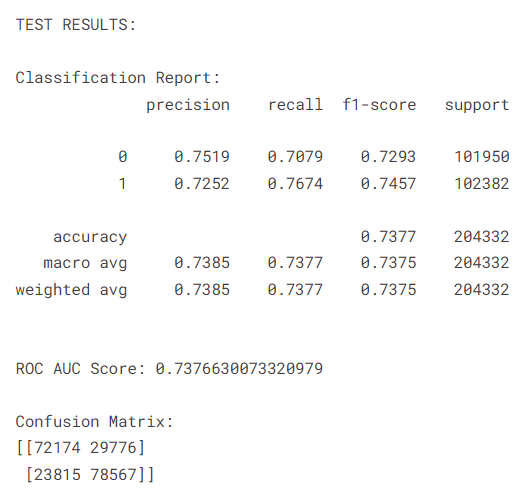 TEST RESULTS:
Classification Report:
precision recall f1-score support
0 0.7519 0.7079 0.7293 101950
1 0.7252 0.7674 0.7457 102382
accuracy 0.7377 204332
macro avg 0.7385 0.7377 0.7375 204332
weighted avg 0.7385 0.7377 0.7375 204332
ROC AUC Score: 0.7376630073320979
Confusion Matrix:
[[72174 29776]
[23815 78567]]